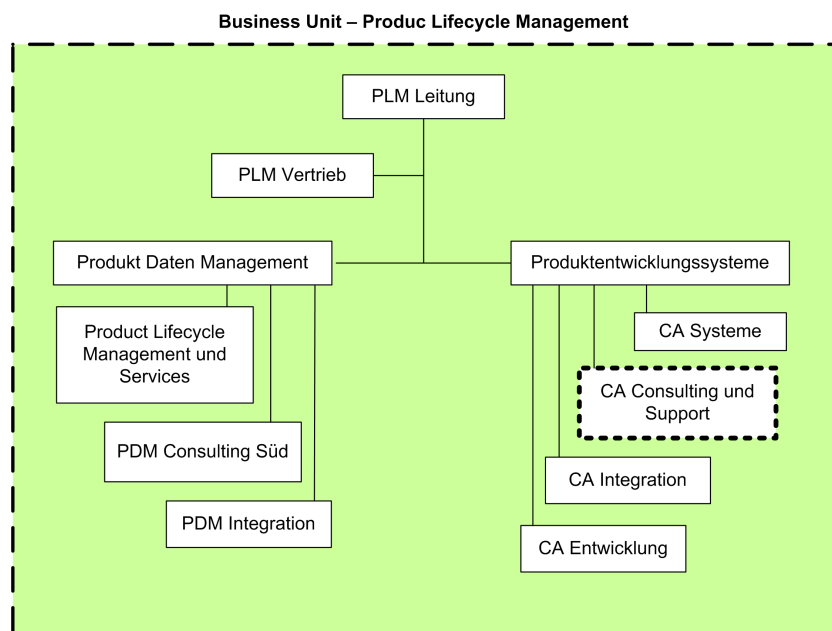 Business Unit – Produc Lifecycle Management
PLM Leitung
PLM Vertrieb
Produkt Daten Management
Produktentwicklungssysteme
Product Lifecycle
Management und
Services
CA Systeme
CA Consulting und
Support
PDM Consulting Süd
CA Integration
PDM Integration
CA Entwicklung